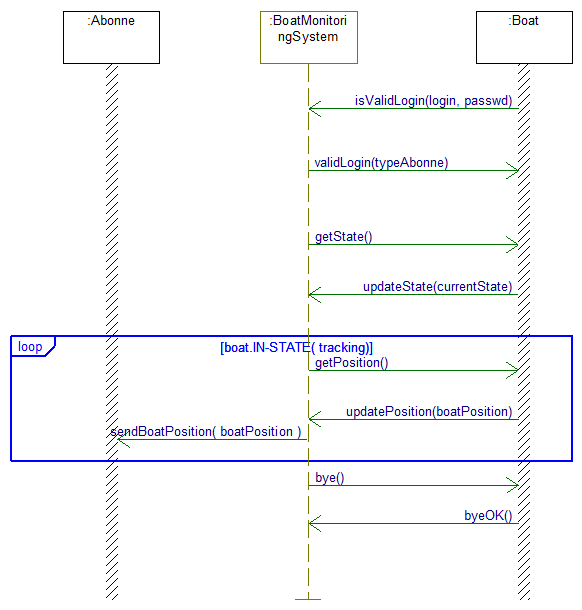 :Abonne
:BoatMonitori
ngSystem
:Boat
isValidLogin(login, passwd)
validLogin(typeAbonne)
getState()
updateState(currentState)
loop
[boat.IN-STATE( tracking)]
getPosition()
updatePosition(boatPosition)
sendBoatPosition( boatPosition )
bye()
byeOK()